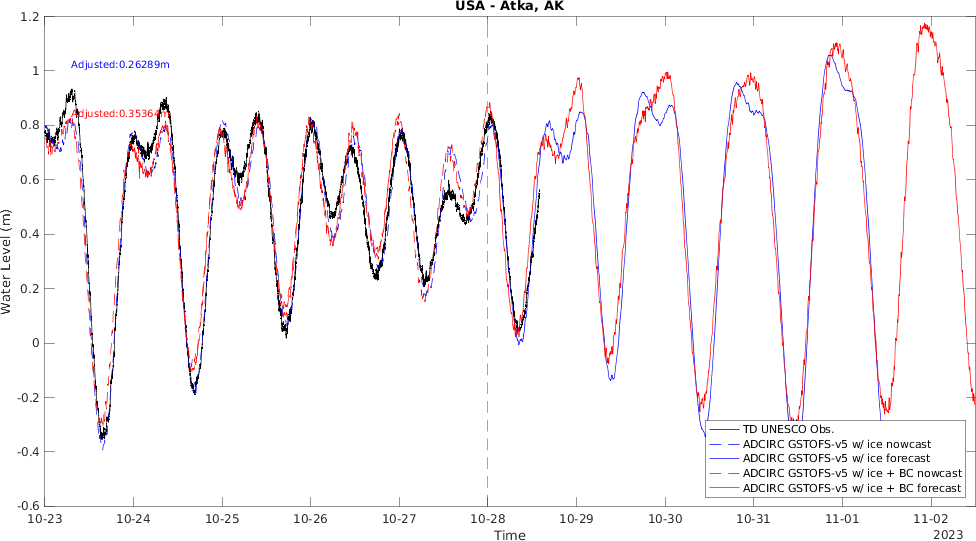 USA - Atka, AK
Adjusted:0.26289m
Adjusted:0.35364m
Water Level (m)
1.2
1
0.8
0.6
0.4
0.2
0
-0.2
-0.4
-0.6
TD UNESCO Obs.
ADCIRC GSTOFS-v5 w/ ice nowcast
ADCIRC GSTOFS-v5 w/ ice forecast
ADCIRC GSTOFS-v5 w/ ice + BC nowcast
ADCIRC GSTOFS-v5 w/ ice + BC forecast
10-23 10-24 10-25 10-26 10-27 10-28 10-29 10-30 10-31 11-01 11-02
Time
2023